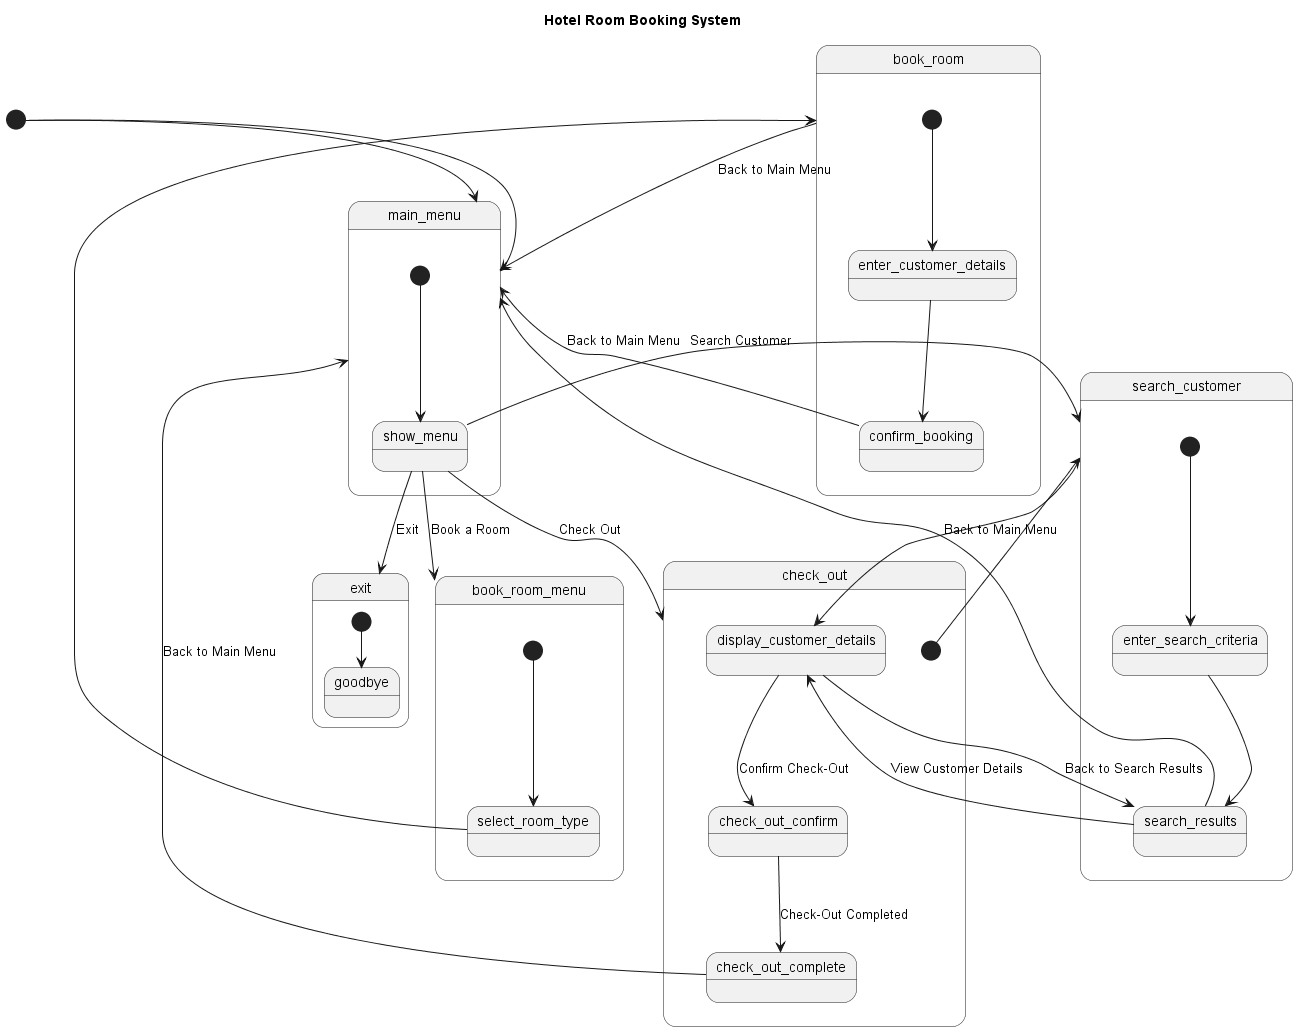 Hotel Room Booking System
book_room
Back to Main Menu
main_menu
enter_customer_details
Back to Main Menu
Search Customer
search_customer
show_menu
confirm_booking
Exit
Book a Room
Check Out
Back to Main Menu
check_out
exit
book_room_menu
display_customer_details
enter_search_criteria
Back to Main Menu
goodbye
Confirm Check-Out
View Customer Details
Back to Search Results
select_room_type
check_out_confirm
search_results
Check-Out Completed
check_out_complete